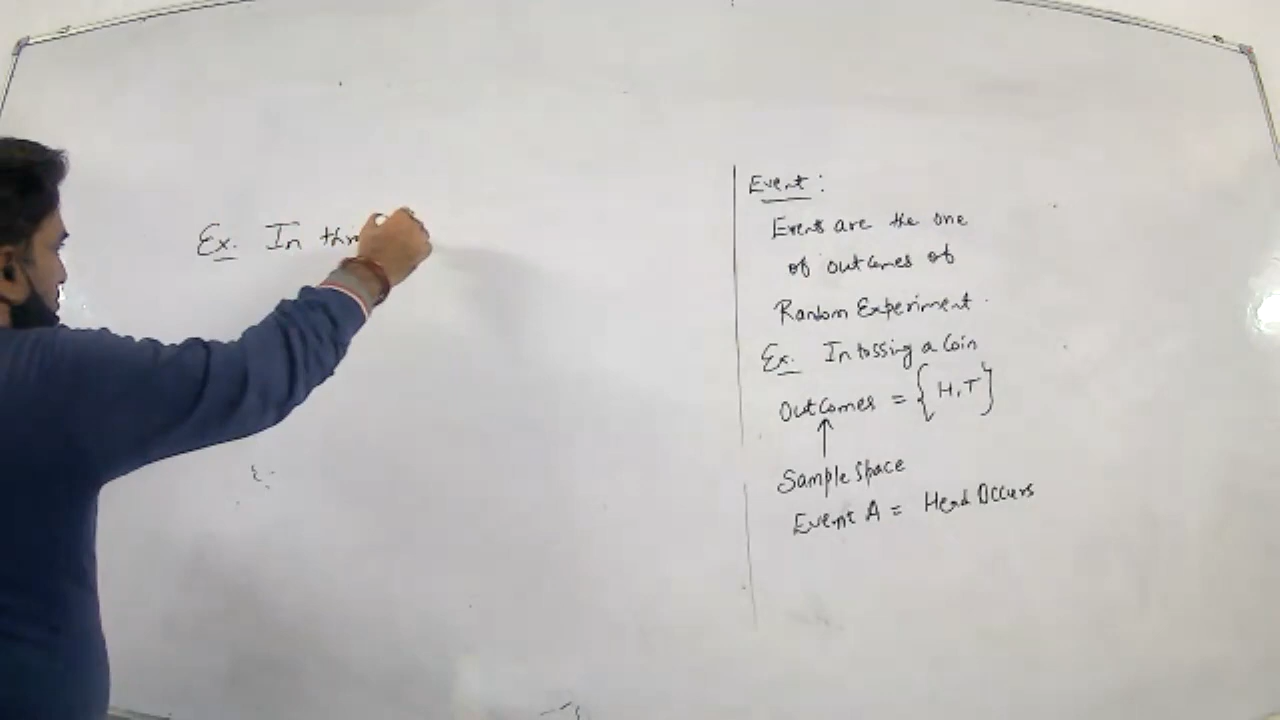 Ex. In thr
Event :
Event are the one
of outcomes of
Random Experiment.
Ex. In tossing a Coin
Outcomes = {H, T}
↑
Sample Space
Event A = Head Occurs